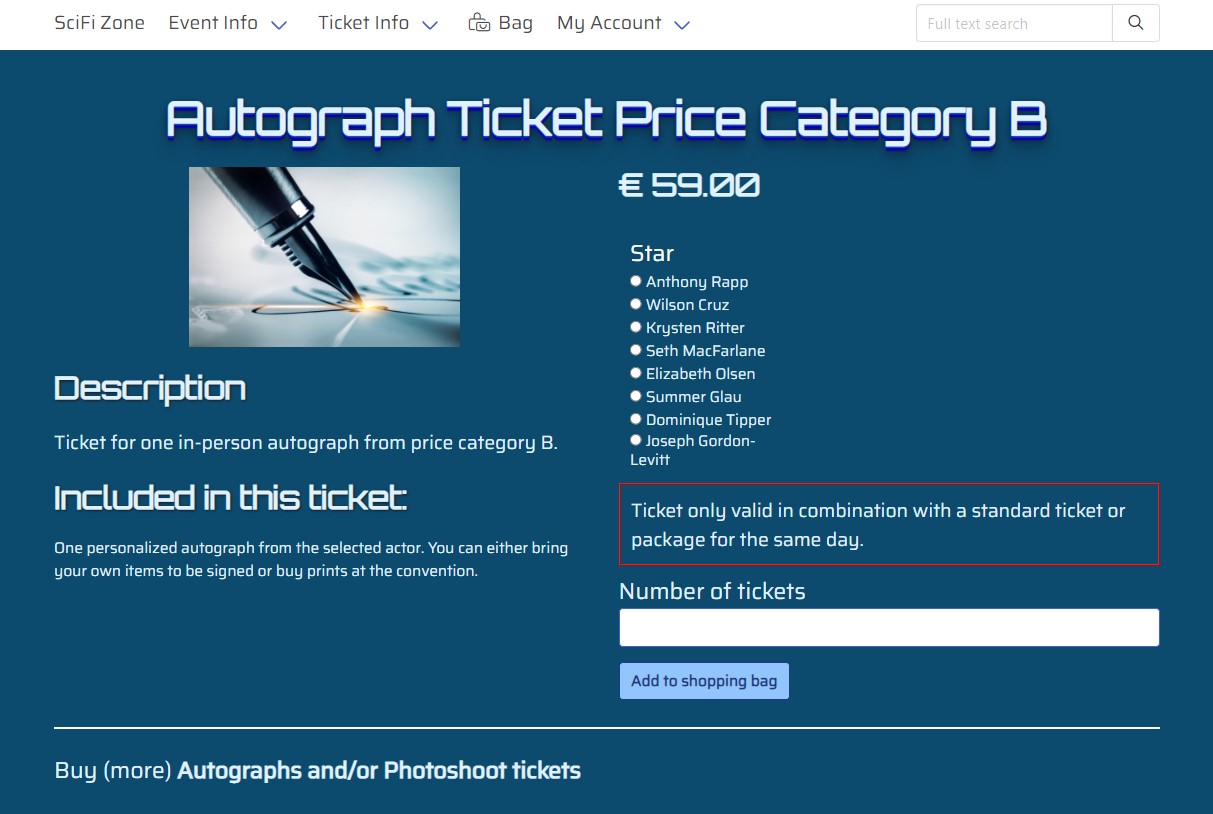 SciFi Zone Event Info Ticket Info Bag My Account Full text search
Autograph Ticket Price Category B
€ 59.00
Star
Anthony Rapp
Wilson Cruz
Krysten Ritter
Seth MacFarlane
Elizabeth Olsen
Summer Glau
Dominique Tipper
Joseph Gordon-
Levitt
Description
Ticket for one in-person autograph from price category B.
Included in this ticket:
One personalized autograph from the selected actor. You can either bring
your own items to be signed or buy prints at the convention.
Ticket only valid in combination with a standard ticket or
package for the same day.
Number of tickets
Add to shopping bag
Buy (more) Autographs and/or Photoshoot tickets